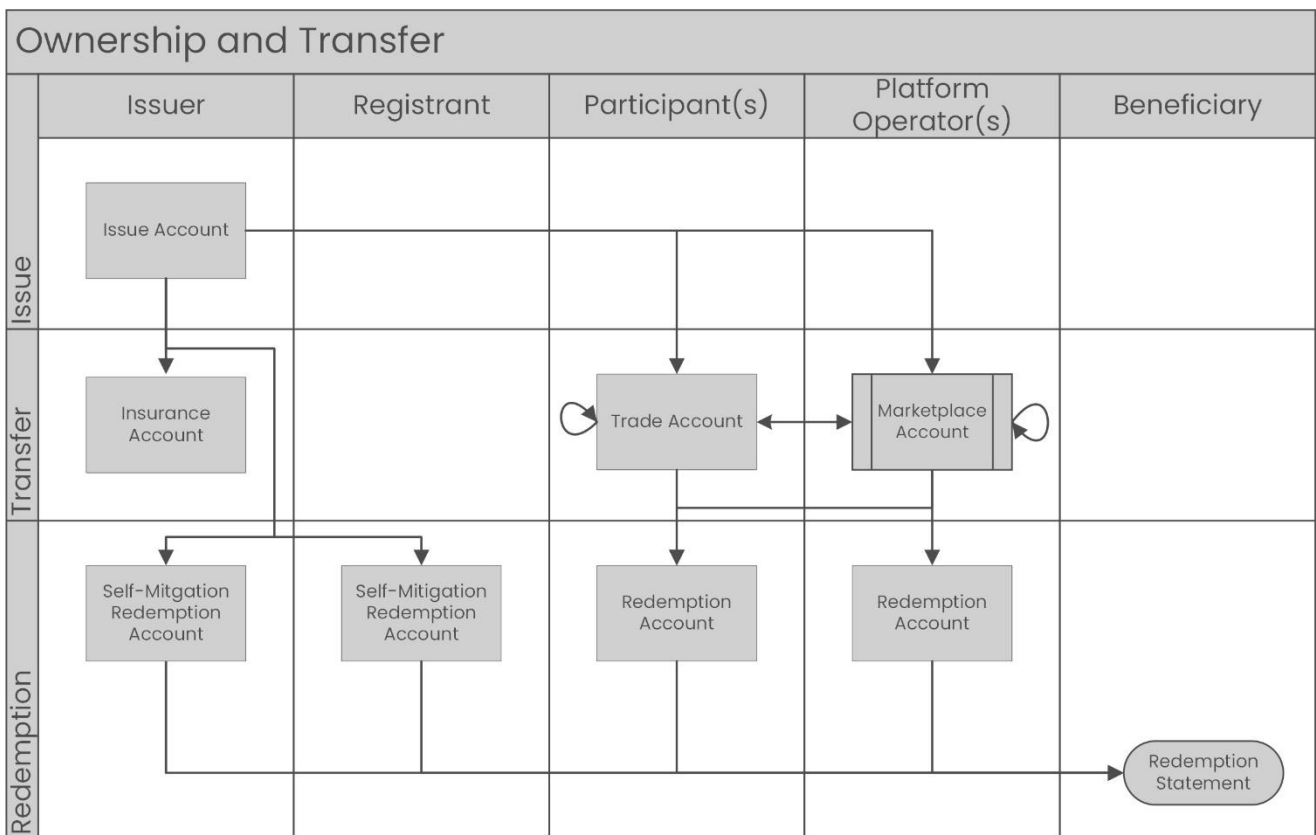 Ownership and Transfer
Issuer
Registrant
Participant(s)
Platform
Operator(s)
Beneficiary
Issue
Issue Account
Transfer
Insurance
Account
Trade Account
Marketplace
Account
Redemption
Self-Mitgation
Redemption
Account
Self-Mitigation
Redemption
Account
Redemption
Account
Redemption
Account
Redemption
Statement